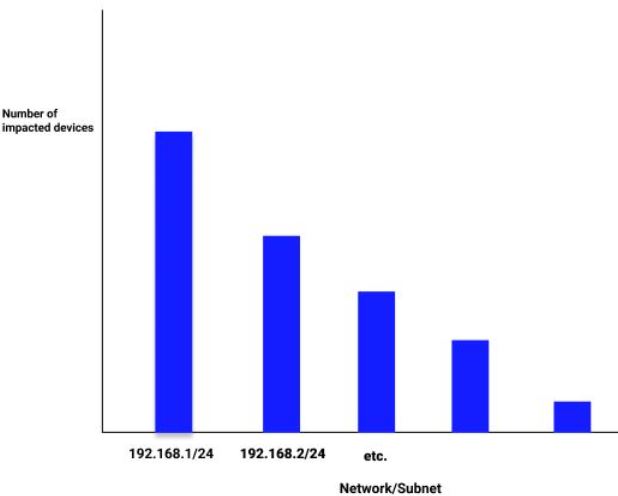 Number of
impacted devices
192.168.1/24
192.168.2/24
etc.
Network/Subnet